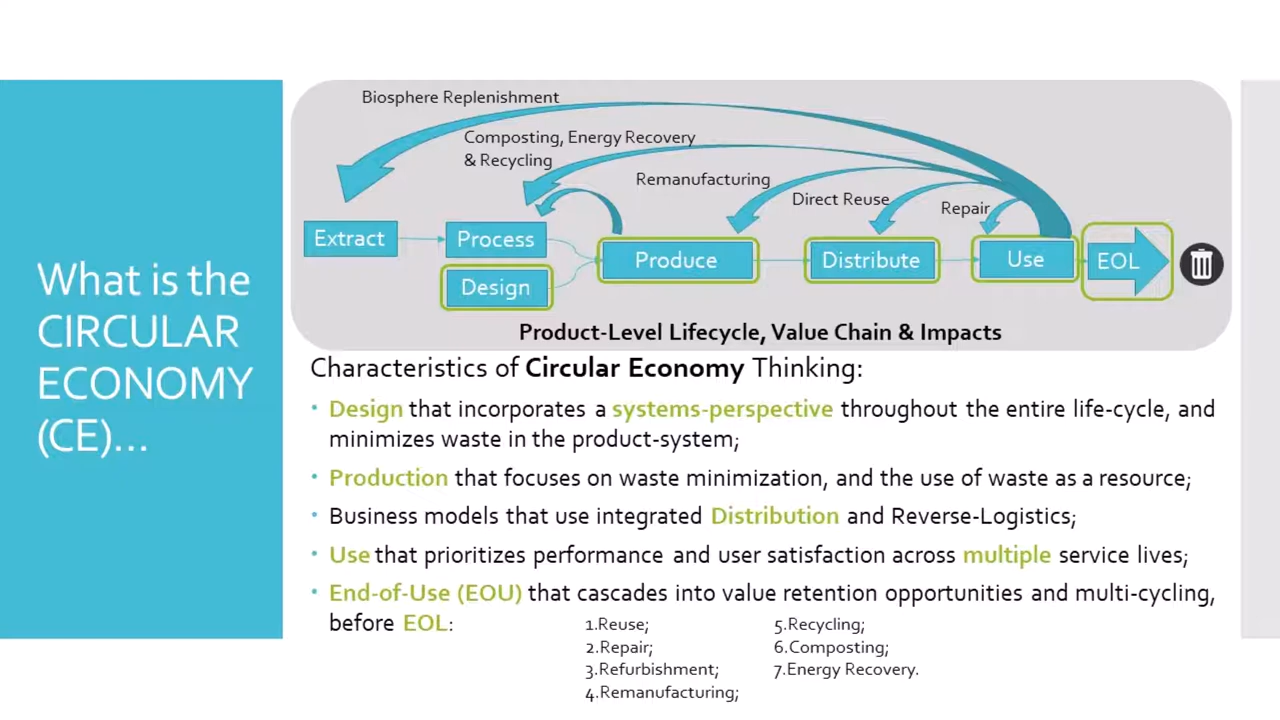 What is the
CIRCULAR
ECONOMY
(CE)...
Biosphere Replenishment
Composting, Energy Recovery
& Recycling
Remanufacturing
Direct Reuse
Repair
Extract
Process
Design
Produce
Distribute
Use
EOL
Product-Level Lifecycle, Value Chain & Impacts
Characteristics of Circular Economy Thinking:
• Design that incorporates a systems-perspective throughout the entire life-cycle, and
minimizes waste in the product-system;
• Production that focuses on waste minimization, and the use of waste as a resource;
• Business models that use integrated Distribution and Reverse-Logistics;
• Use that prioritizes performance and user satisfaction across multiple service lives;
• End-of-Use (EOU) that cascades into value retention opportunities and multi-cycling,
before EOL:
1.Reuse;
2.Repair;
3.Refurbishment;
4.Remanufacturing;
5.Recycling;
6.Composting;
7.Energy Recovery.